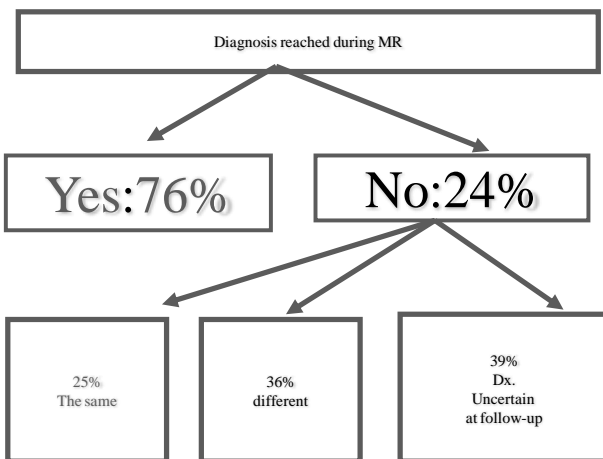 Diagnosis reached during MR
Yes:76%
No:24%
25%
The same
36%
different
39%
Dx.
Uncertain
at follow-up